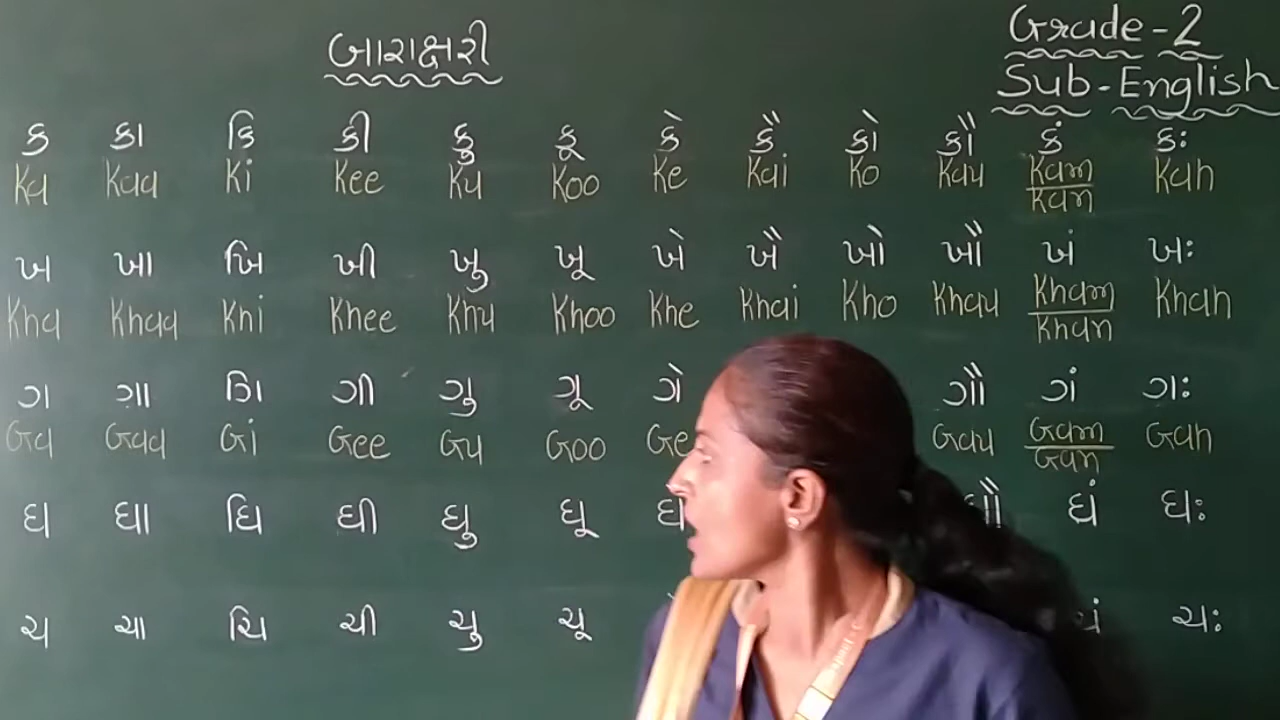 બારાક્ષરી
Grade-2
Sub-English
ક કા કિ કી કુ કૂ કે કૈ કો કૌ કં કઃ
Ka Kaa Ki Kee Ku Koo Ke Kai Ko Kau Kam Kah
Kan
ખ ખા ખિ ખી ખુ ખૂ ખે ખૈ ખો ખૌ ખં ખઃ
Kha Khaa Khi Khee Khu Khoo Khe Khai Kho Khau Kham Khah
Khan
ગ ગા ગિ ગી ગુ ગૂ ગે ગૌ ગં ગઃ
Ga Gaa Gi Gee Gu Goo Ge Gau Gam Gah
Gan
ઘ ઘા ઘિ ઘી ઘુ ઘૂ ઘૌ ઘં ઘઃ
ચ ચા ચિ ચી ચુ ચૂ ચં ચઃ